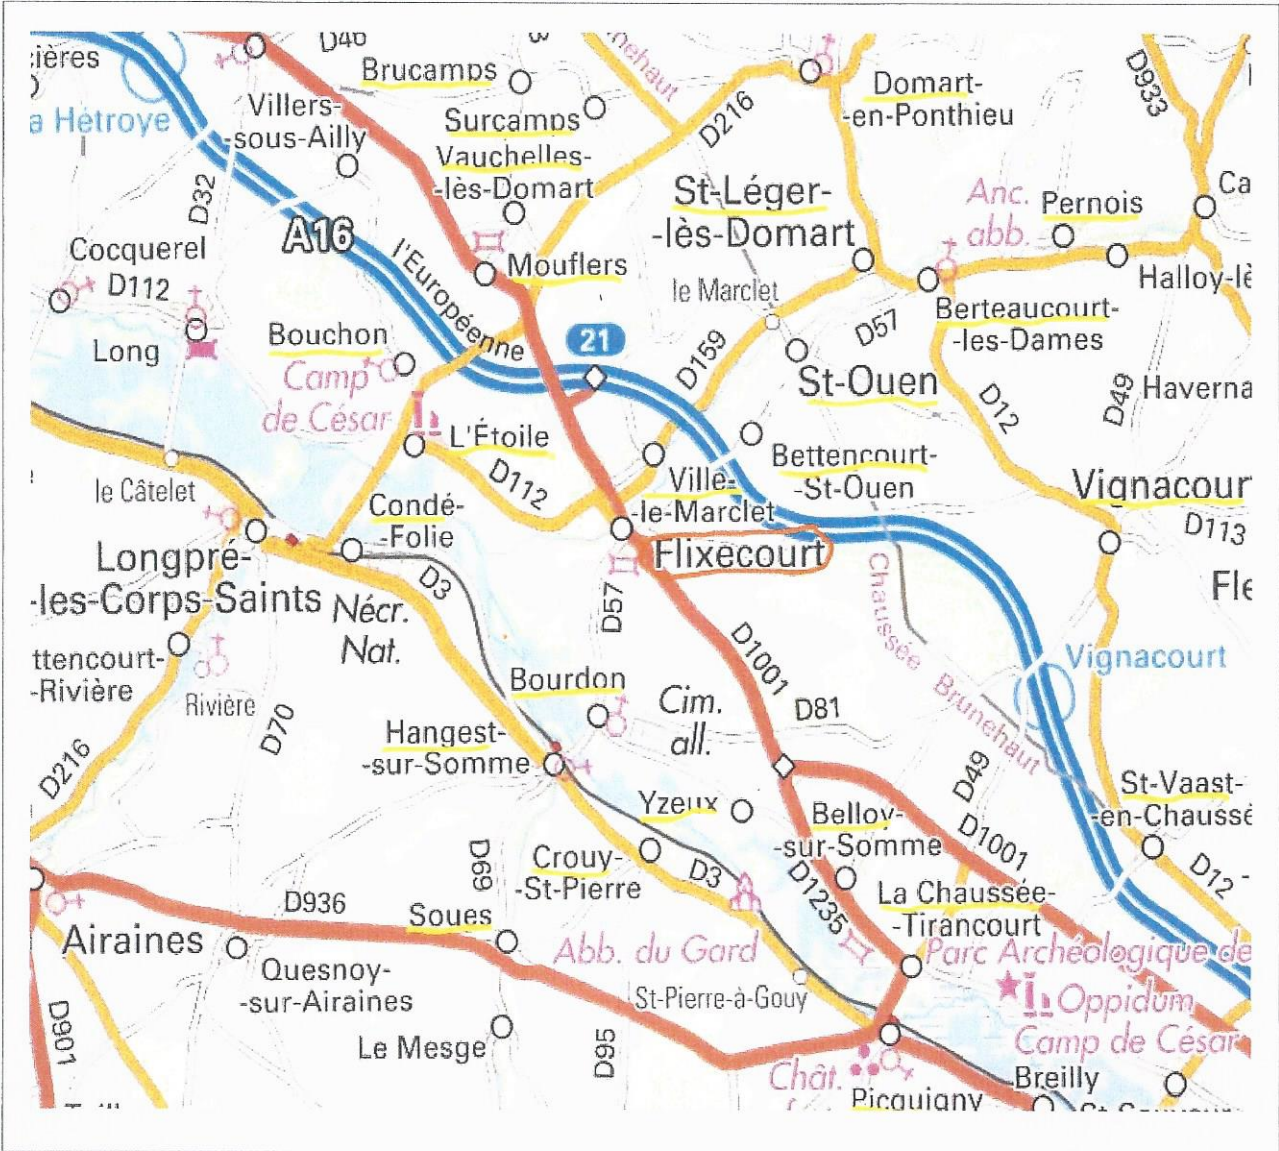 ières
D46
Brucamps
nehaut
Domart-
-en-Ponthieu
D933
a Hétroye
Villers-
-sous-Ailly
Surcamps
D216
Vauchelles-
-lès-Domart
D32
A16
l'Européenne
St-Léger-
-lès-Domart
Anc.
abb.
Pernois
Ca
Cocquerel
D112
Mouflers
le Marclet
Halloy-lè
Long
Bouchon
21
D57
Berteaucourt-
-les-Dames
Camp
de César
D159
St-Ouen
D12
D49
Haverna
L'Étoile
D112
Bettencourt-
-St-Ouen
le Câtelet
Ville-
-le-Marclet
Vignacour
D113
Condé-
-Folie
Flixecourt
Longpré-
-les-Corps-Saints
D3
D57
Chaussée
Brunehaut
Fle
Nécr.
Nat.
D1001
Vignacourt
ttencourt-
-Rivière
Rivière
Bourdon
Cim.
all.
D81
D70
D216
Hangest-
-sur-Somme
D49
St-Vaast-
-en-Chaussé
Yzeux
Belloy-
-sur-Somme
D1001
D69
Crouy-
-St-Pierre
D3
D1235
D12
D936
Soues
La Chaussée-
-Tirancourt
Airaines
Quesnoy-
-sur-Airaines
Abb. du Gard
Parc Archéologique de
Oppidum
Camp de César
St-Pierre-à-Gouy
D901
Le Mesge
D95
Chât.
Breilly
Picquigny